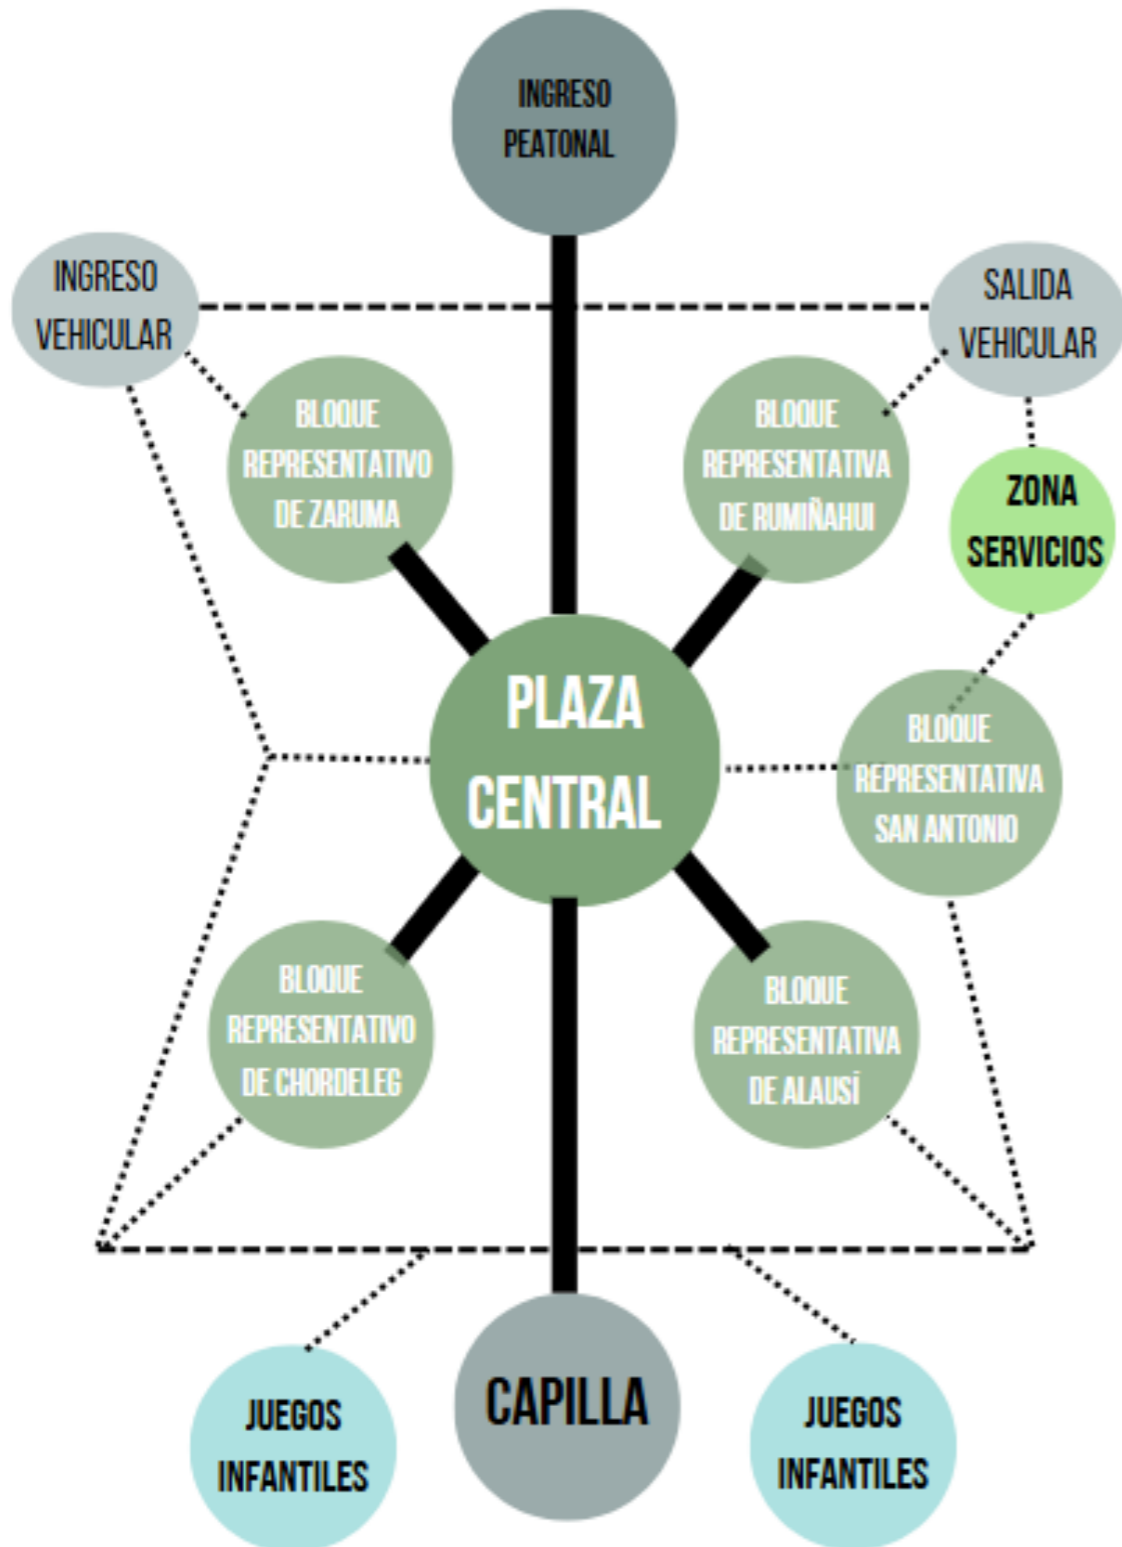 INGRESO
PEATONAL
INGRESO
VEHICULAR
SALIDA
VEHICULAR
BLOQUE
REPRESENTATIVO
DE ZARUMA
BLOQUE
REPRESENTATIVA
DE RUMIÑAHUI
ZONA
SERVICIOS
PLAZA
CENTRAL
BLOQUE
REPRESENTATIVA
SAN ANTONIO
BLOQUE
REPRESENTATIVO
DE CHORDELEG
BLOQUE
REPRESENTATIVA
DE ALAUSÍ
JUEGOS
INFANTILES
CAPILLA
JUEGOS
INFANTILES